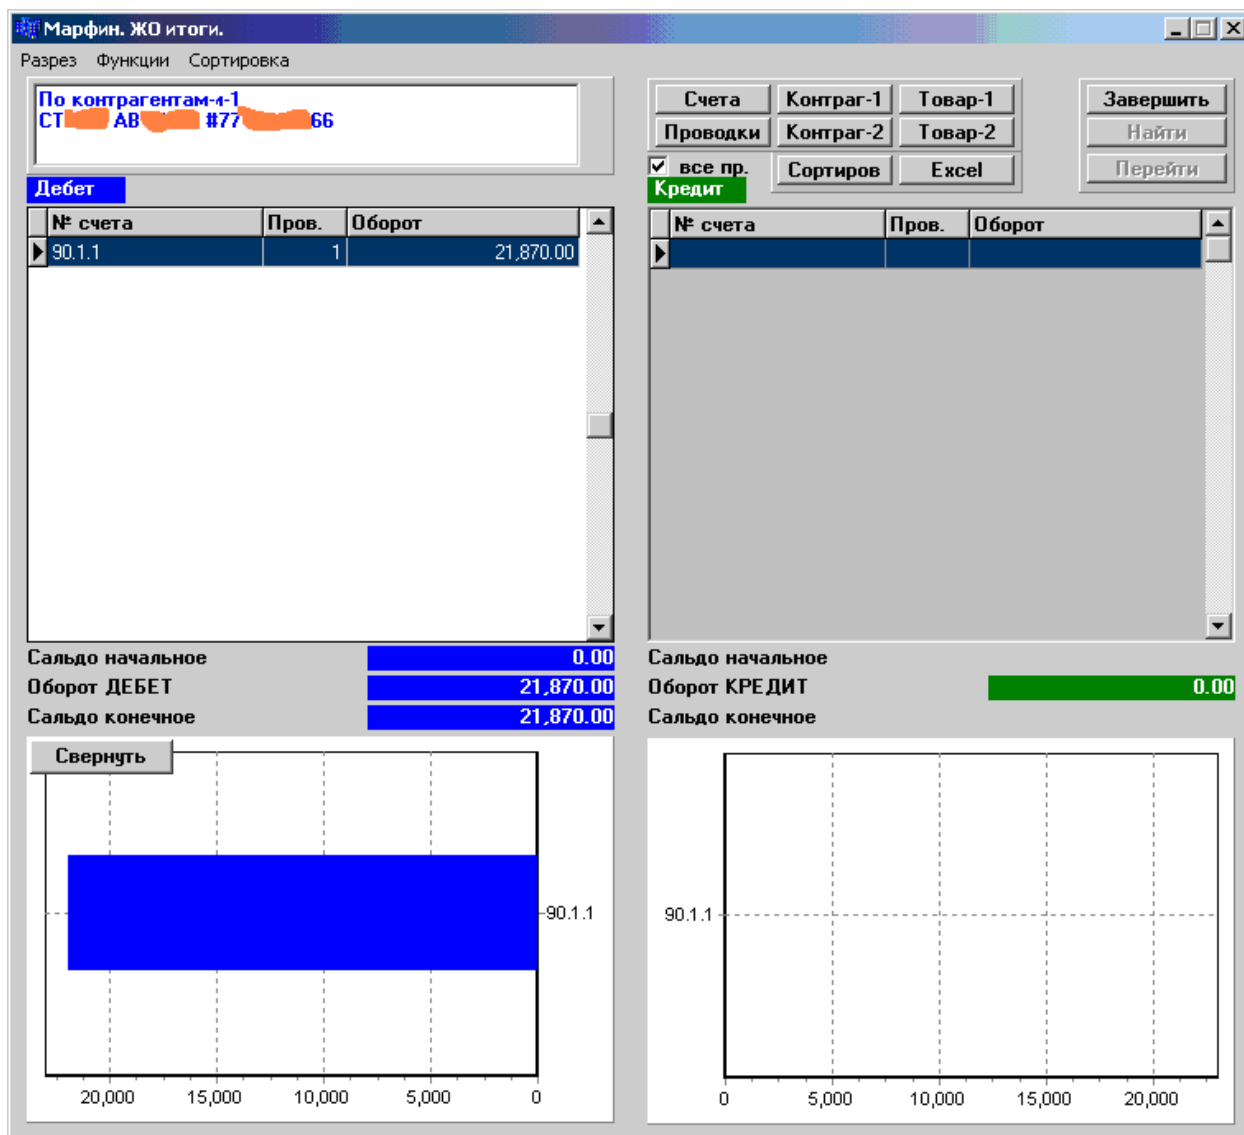 Марфин. ЖО итоги.
Разрез Функции Сортировка
По контрагентам-и-1
СТ АВ #77 66
Счета Контраг-1 Товар-1 Завершить
Проводки Контраг-2 Товар-2 Найти
все пр. Сортиров Excel Перейти
Дебет Кредит
№ счета Пров. Оборот № счета Пров. Оборот
90.1.1 1 21,870.00
Сальдо начальное 0.00 Сальдо начальное
Оборот ДЕБЕТ 21,870.00 Оборот КРЕДИТ 0.00
Сальдо конечное 21,870.00 Сальдо конечное
Свернуть
90.1.1 90.1.1
20,000 15,000 10,000 5,000 0 0 5,000 10,000 15,000 20,000